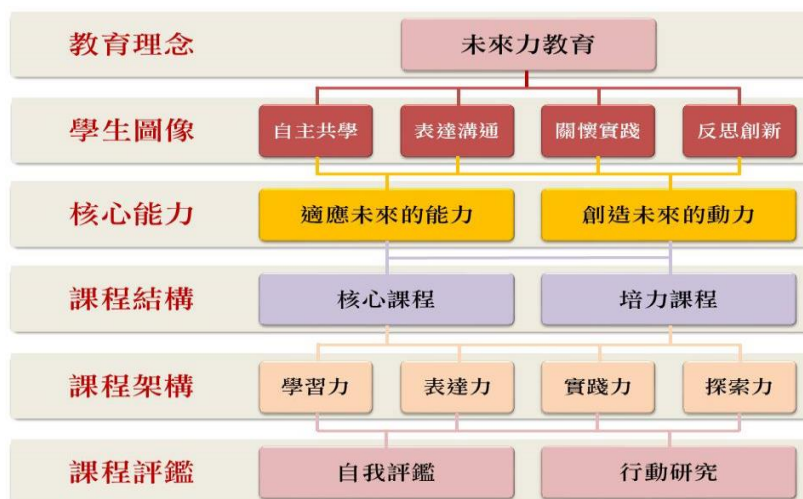 教育理念
未來力教育
學生圖像
自主共學
表達溝通
關懷實踐
反思創新
核心能力
適應未來的能力
創造未來的動力
課程結構
核心課程
培力課程
課程架構
學習力
表達力
實踐力
探索力
課程評鑑
自我評鑑
行動研究